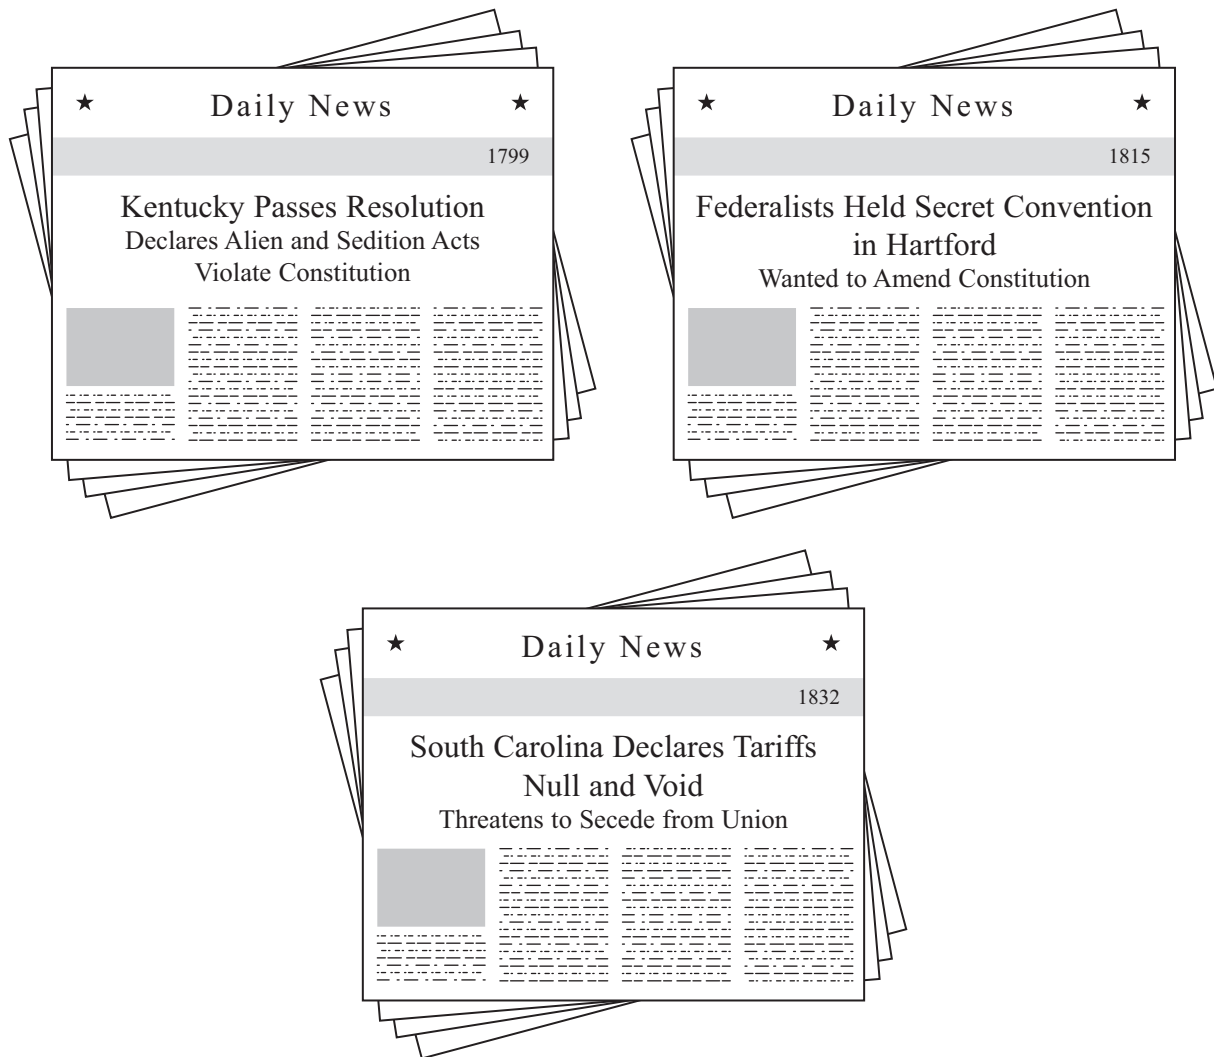 ★ Daily News ★
1799
Kentucky Passes Resolution
Declares Alien and Sedition Acts
Violate Constitution
★ Daily News ★
1815
Federalists Held Secret Convention
in Hartford
Wanted to Amend Constitution
★ Daily News ★
1832
South Carolina Declares Tariffs
Null and Void
Threatens to Secede from Union